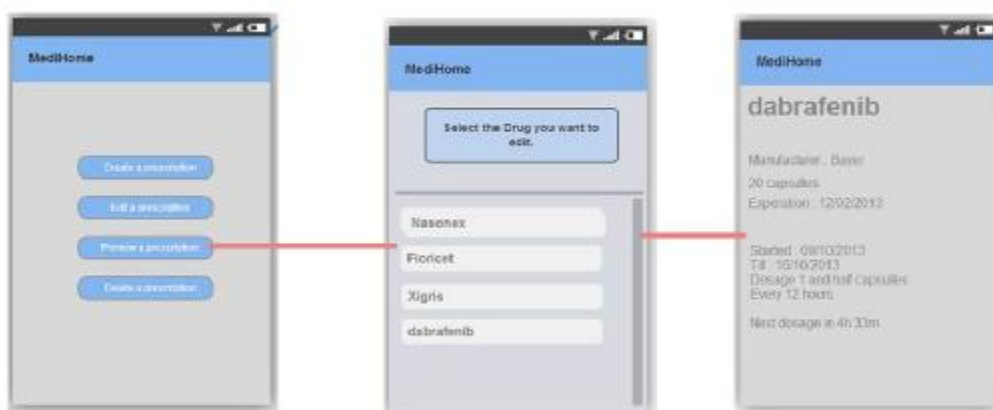 MediHome
Create a prescription
Edit a prescription
Preview a prescription
Delete a prescription
MediHome
Select the Drug you want to
edit.
Nasonex
Fioricet
Xigris
dabrafenib
MediHome
dabrafenib
Manufacturer : Bayer
20 capsules
Experation : 12/02/2013
Started : 09/10/2013
Till : 16/10/2013
Dosage 1 and half capsules
Every 12 hours
Next dosage in 4h 33m